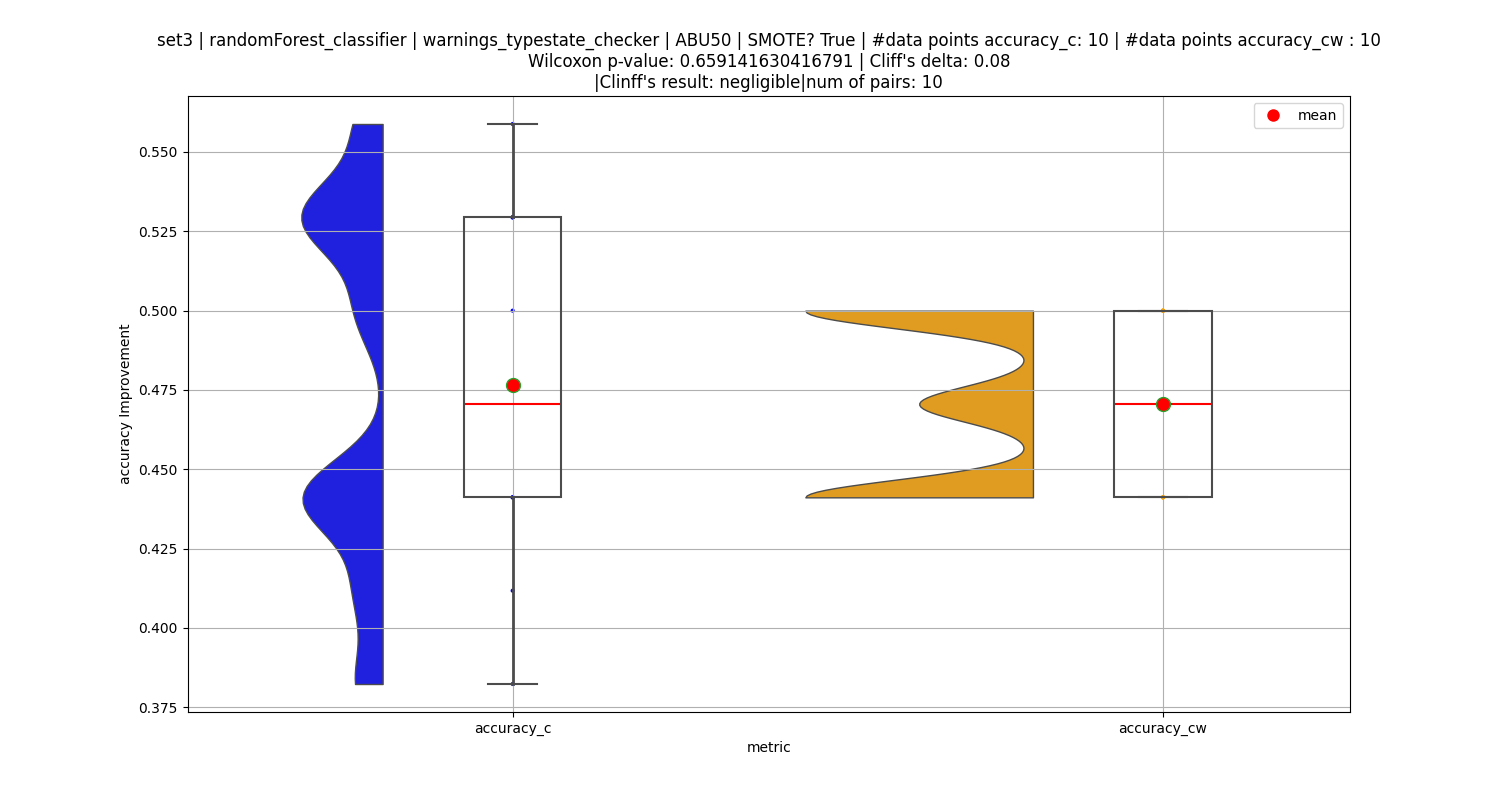 set3 | randomForest_classifier | warnings_typestate_checker | ABU50 | SMOTE? True | #data points accuracy_c: 10 | #data points accuracy_cw : 10
Wilcoxon p-value: 0.659141630416791 | Cliff's delta: 0.08
|Clinff's result: negligible|num of pairs: 10
mean
0.550
0.525
0.500
0.475
0.450
0.425
0.400
0.375
accuracy Improvement
accuracy_c
accuracy_cw
metric